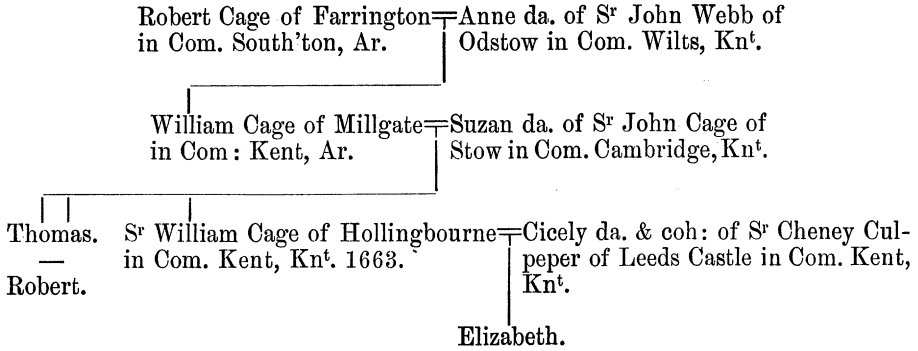 Robert Cage of Farrington=Anne da. of Sʳ John Webb of
in Com. South'ton, Ar. Odstow in Com. Wilts, Knᵗ.
William Cage of Millgate=Suzan da. of Sʳ John Cage of
in Com: Kent, Ar. Stow in Com. Cambridge, Knᵗ.
Thomas. Sʳ William Cage of Hollingbourne=Cicely da. & coh: of Sʳ Cheney Cul-
— in Com. Kent, Knᵗ. 1663. peper of Leeds Castle in Com. Kent,
Robert. Knᵗ.
Elizabeth.